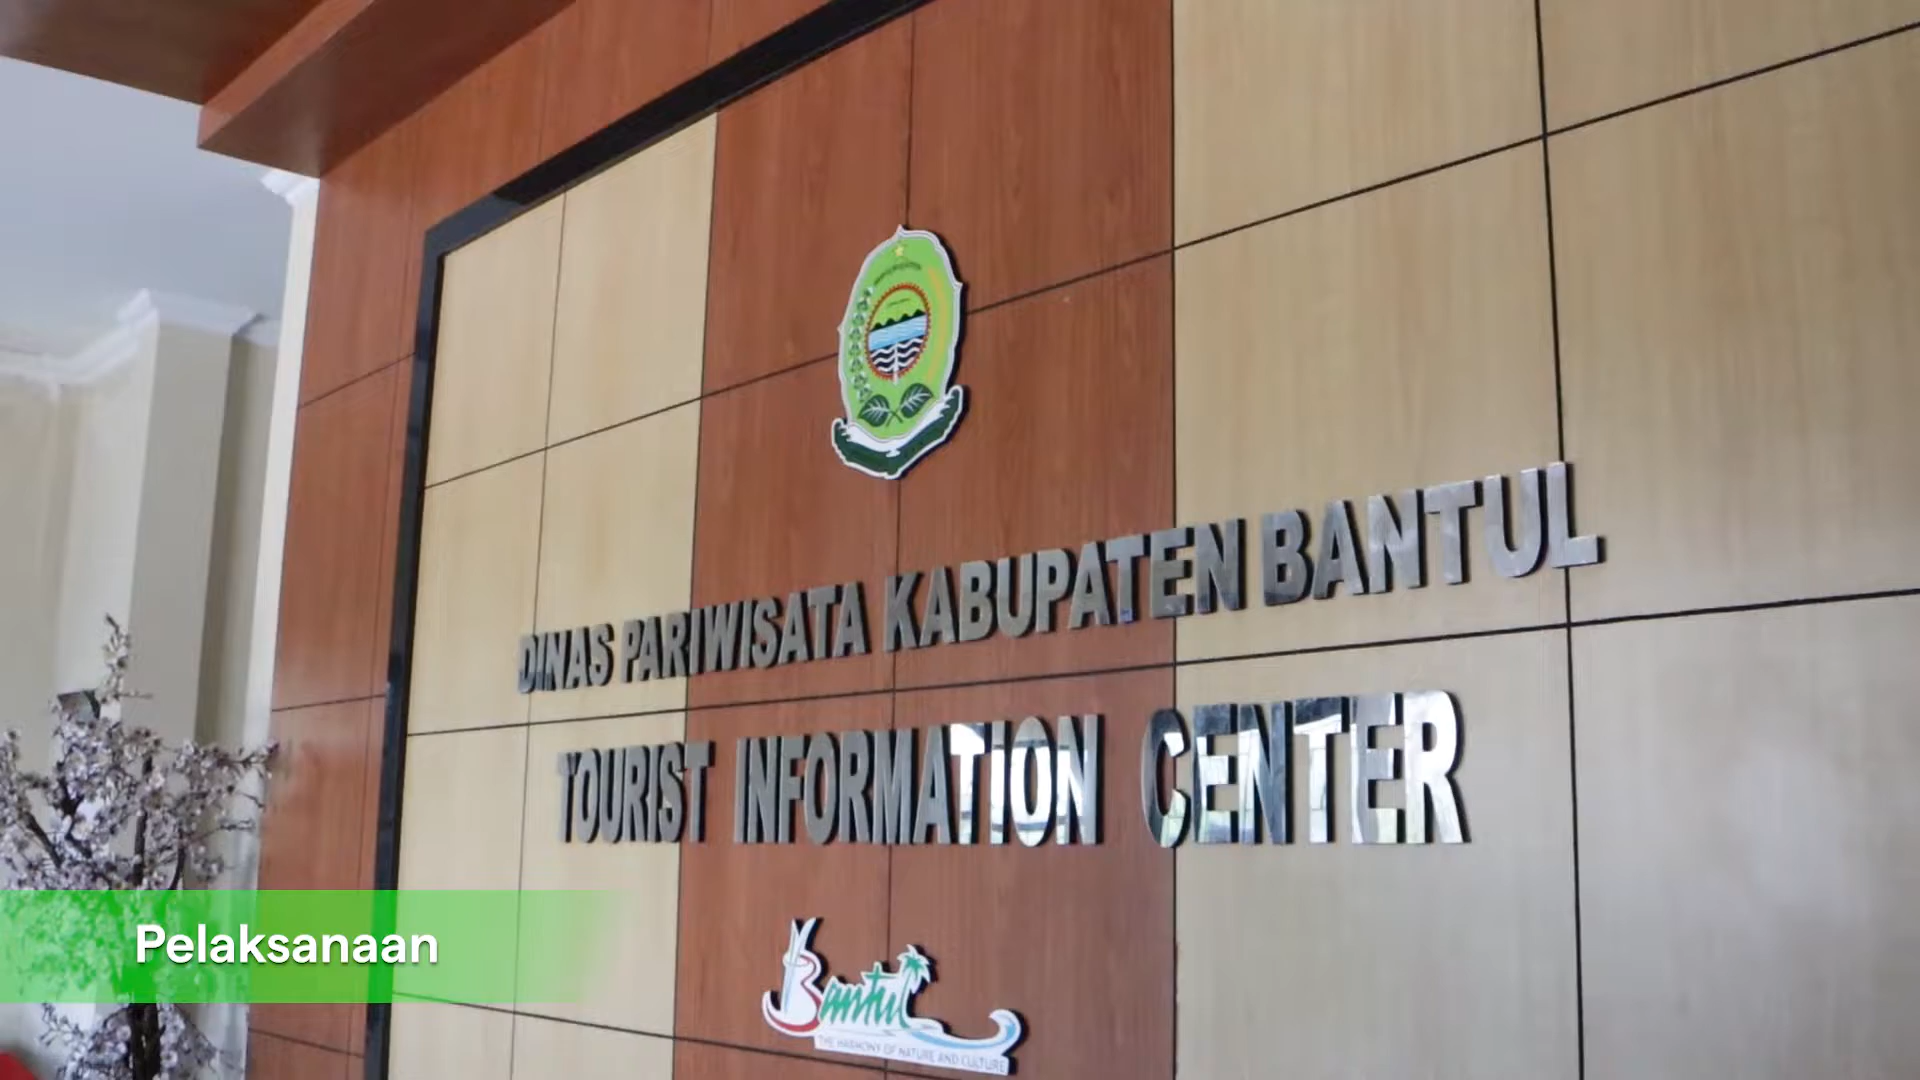 DINAS PARIWISATA KABUPATEN BANTUL
TOURIST INFORMATION CENTER
Pelaksanaan
Bantul
THE HARMONY OF NATURE AND CULTURE